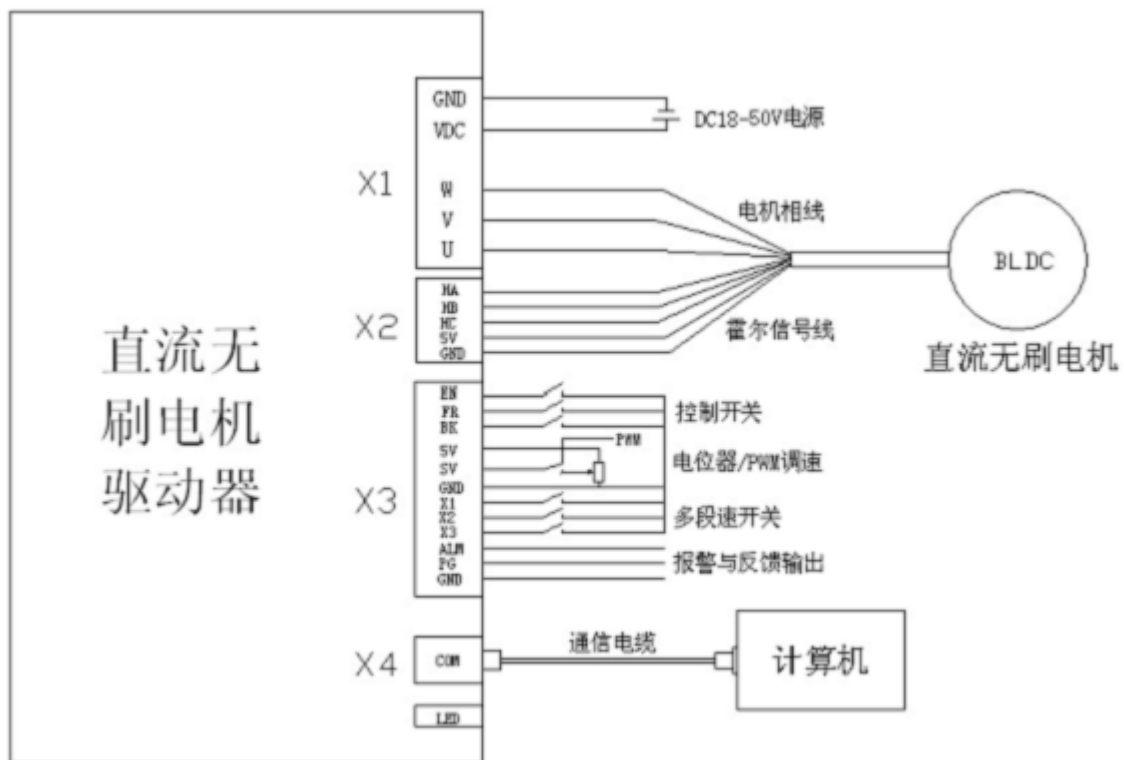 GND
VDC
DC18-50V电源
X1
W
V
U
电机相线
BLDC
直流无刷电机
X2
HA
HB
HC
5V
GND
霍尔信号线
直流无
刷电机
驱动器
X3
EN
FR
BK
控制开关
5V
PWM
SV
电位器/PWM调速
GND
X1
X2
X3
多段速开关
ALM
PG
GND
报警与反馈输出
X4
COM
通信电缆
计算机
LED